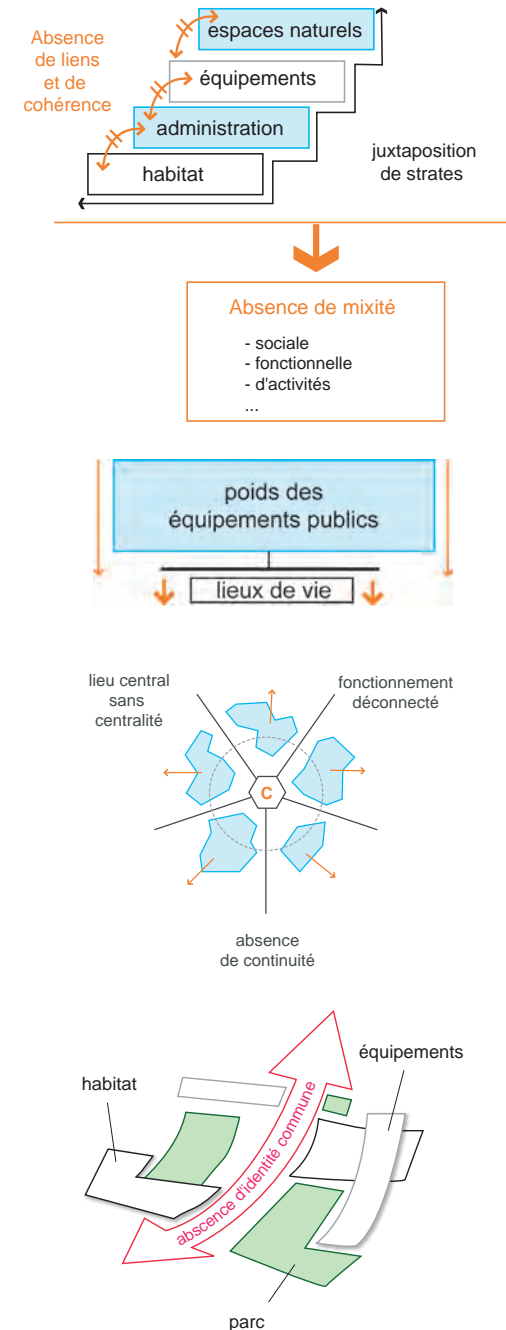 Absence
de liens
et de
cohérence
espaces naturels
équipements
administration
habitat
juxtaposition
de strates
Absence de mixité
- sociale
- fonctionnelle
- d'activités
...
poids des
équipements publics
lieux de vie
lieu central
sans
centralité
fonctionnement
déconnecté
C
absence
de continuité
habitat
équipements
abscence d'identité commune
parc